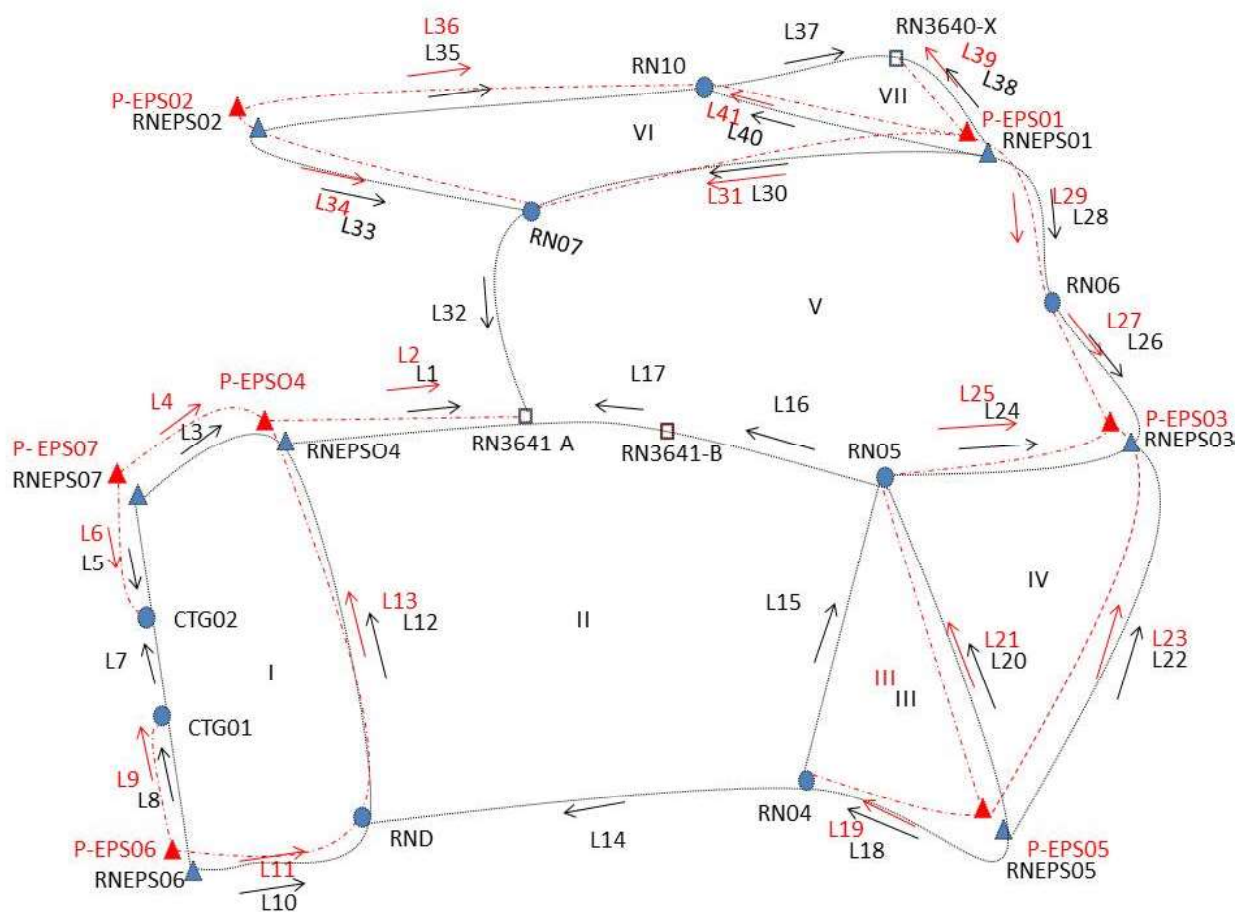 L36
L35
L37
RN3640-X
L39
L38
RN10
P-EPS02
RNEPS02
VII
P-EPS01
RNEPS01
L41
L40
VI
L34
L33
L31
L30
L29
L28
RN07
RN06
L32
V
L27
L26
L2
L1
L17
P-EPSO4
L4
L3
L16
L25
L24
P-EPS03
RNEPS03
P-EPS07
RNEPS07
RNEPSO4
RN3641 A
RN3641-B
RN05
L6
L5
CTG02
L7
I
L13
L12
II
L15
IV
L21
L20
L23
L22
III
III
CTG01
L9
L8
RN04
RND
L14
L19
L18
P-EPS06
RNEPS06
L11
L10
P-EPS05
RNEPS05